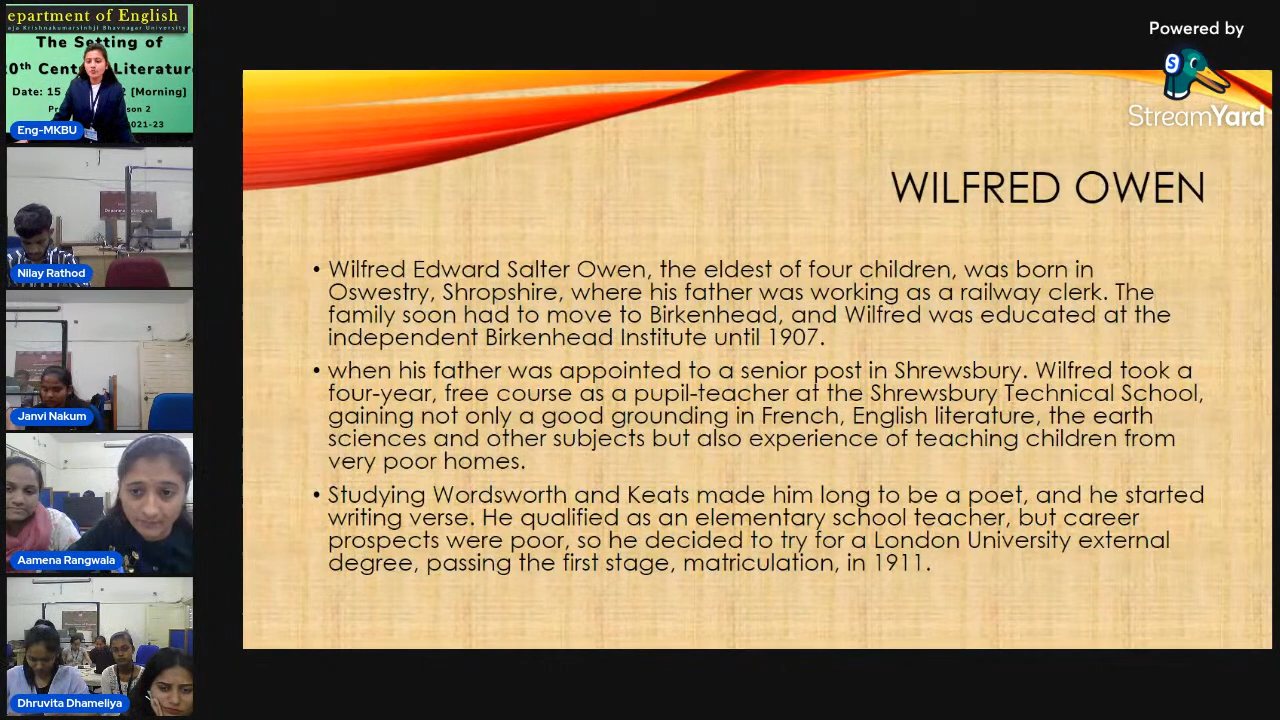 epartment of English
aja Krishnakumarsinhji Bhavnagar University
The Setting of
0th Cent Literature
Date: 15 [Morning]
son 2
021-23
Eng-MKBU
Nilay Rathod
Janvi Nakum
Aamena Rangwala
Dhruvita Dhameliya
Powered by
S
StreamYard
WILFRED OWEN
• Wilfred Edward Salter Owen, the eldest of four children, was born in
Oswestry, Shropshire, where his father was working as a railway clerk. The
family soon had to move to Birkenhead, and Wilfred was educated at the
independent Birkenhead Institute until 1907.
• when his father was appointed to a senior post in Shrewsbury. Wilfred took a
four-year, free course as a pupil-teacher at the Shrewsbury Technical School,
gaining not only a good grounding in French, English literature, the earth
sciences and other subjects but also experience of teaching children from
very poor homes.
• Studying Wordsworth and Keats made him long to be a poet, and he started
writing verse. He qualified as an elementary school teacher, but career
prospects were poor, so he decided to try for a London University external
degree, passing the first stage, matriculation, in 1911.